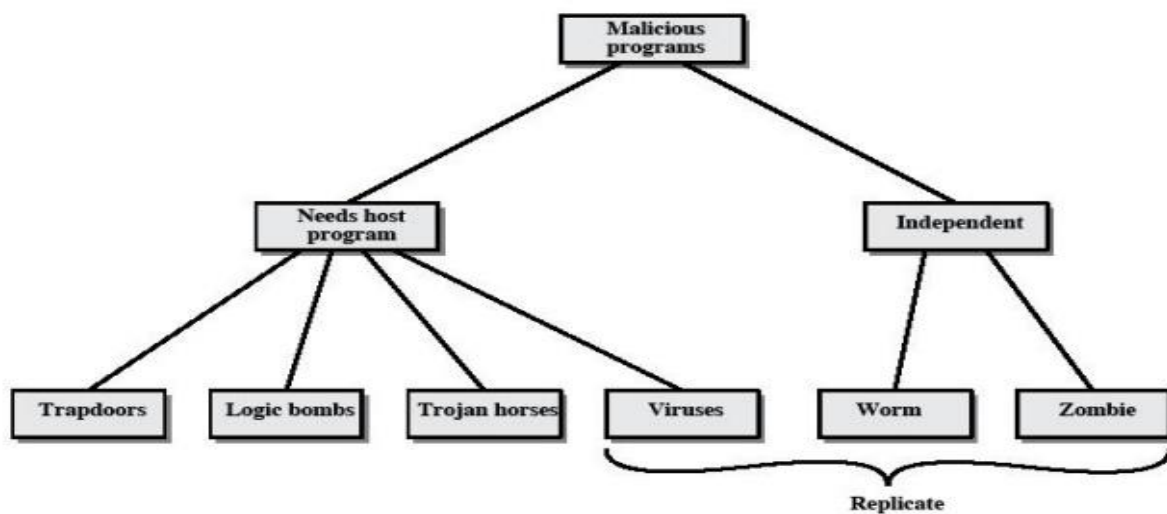 Malicious
programs
Needs host
program
Independent
Trapdoors
Logic bombs
Trojan horses
Viruses
Worm
Zombie
Replicate